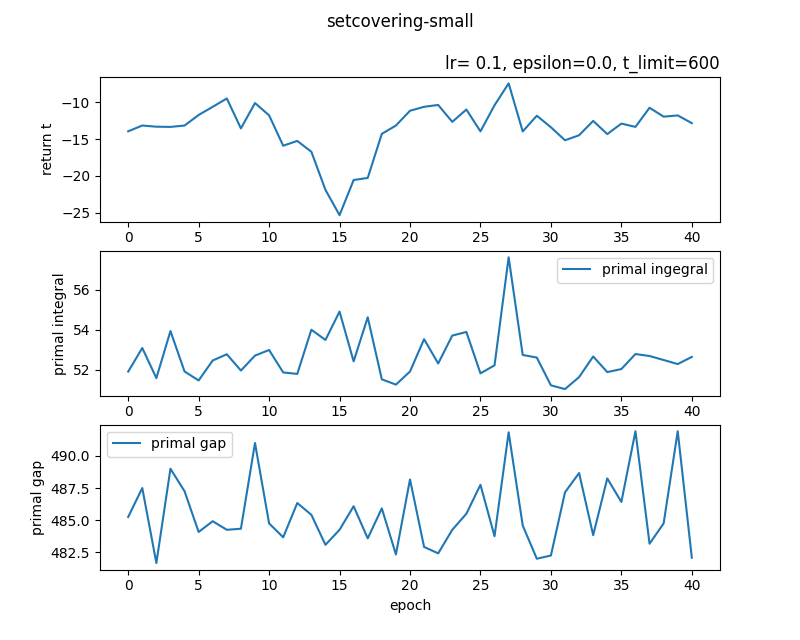 setcovering-small
lr= 0.1, epsilon=0.0, t_limit=600
return t
−10
−15
−20
−25
0 5 10 15 20 25 30 35 40
primal integral
56
54
52
primal ingegral
0 5 10 15 20 25 30 35 40
primal gap
490.0
487.5
485.0
482.5
primal gap
0 5 10 15 20 25 30 35 40
epoch